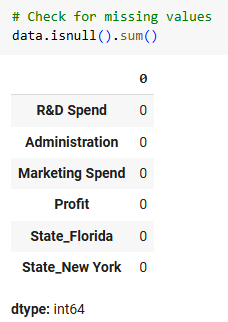 # Check for missing values
data.isnull().sum()
0
R&D Spend 0
Administration 0
Marketing Spend 0
Profit 0
State_Florida 0
State_New York 0
dtype: int64